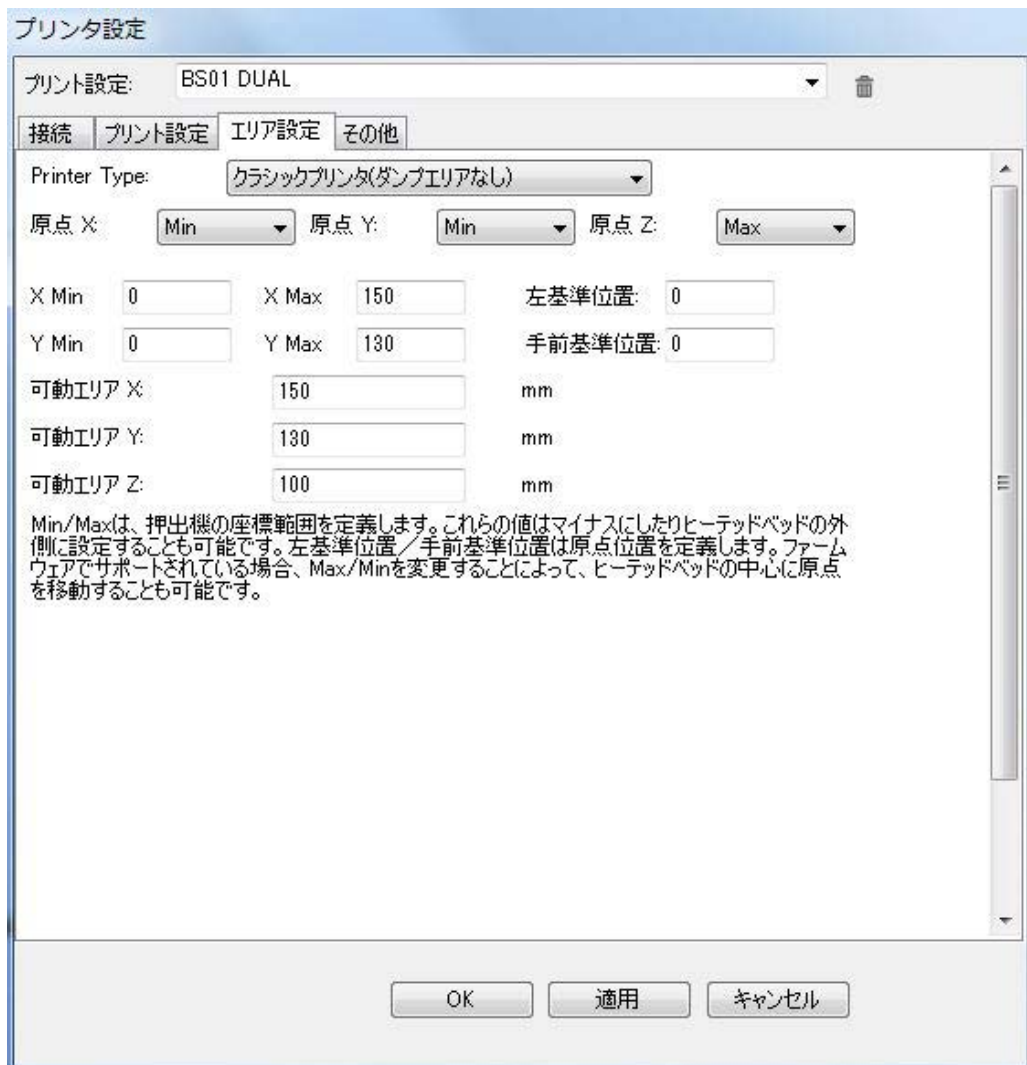 プリンタ設定
プリント設定: BS01 DUAL
接続 プリント設定 エリア設定 その他
Printer Type: クラシックプリンタ(ダンプエリアなし)
原点 X: Min 原点 Y: Min 原点 Z: Max
X Min 0 X Max 150 左基準位置: 0
Y Min 0 Y Max 130 手前基準位置: 0
可動エリア X: 150 mm
可動エリア Y: 130 mm
可動エリア Z: 100 mm
Min/Maxは、押出機の座標範囲を定義します。これらの値はマイナスにしたりヒーテッドベッドの外
側に設定することも可能です。左基準位置／手前基準位置は原点位置を定義します。ファーム
ウェアでサポートされている場合、Max/Minを変更することによって、ヒーテッドベッドの中心に原点
を移動することも可能です。
OK 適用 キャンセル